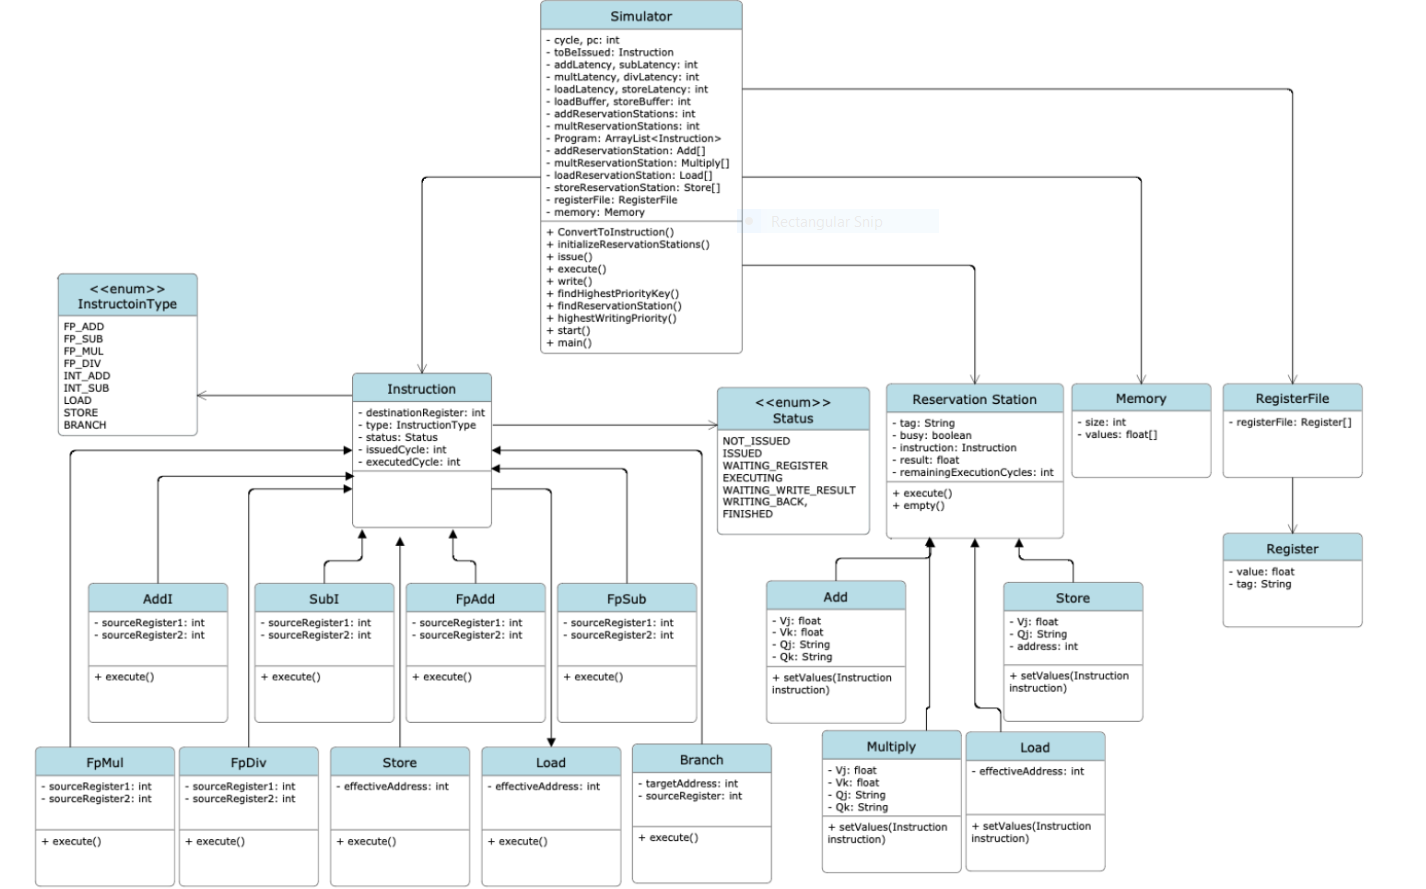 Simulator
- cycle, pc: int
- toBeIssued: Instruction
- addLatency, subLatency: int
- multLatency, divLatency: int
- loadLatency, storeLatency: int
- loadBuffer, storeBuffer: int
- addReservationStations: int
- multReservationStations: int
- Program: ArrayList<Instruction>
- addReservationStation: Add[]
- multReservationStation: Multiply[]
- loadReservationStation: Load[]
- storeReservationStation: Store[]
- registerFile: RegisterFile
- memory: Memory
+ ConvertToInstruction()
+ initializeReservationStations()
+ issue()
+ execute()
+ write()
+ findHighestPriorityKey()
+ findReservationStation()
+ highestWritingPriority()
+ start()
+ main()
Rectangular Snip
<<enum>>
InstructoinType
FP_ADD
FP_SUB
FP_MUL
FP_DIV
INT_ADD
INT_SUB
LOAD
STORE
BRANCH
Instruction
- destinationRegister: int
- type: InstructionType
- status: Status
- issuedCycle: int
- executedCycle: int
<<enum>>
Status
NOT_ISSUED
ISSUED
WAITING_REGISTER
EXECUTING
WAITING_WRITE_RESULT
WRITING_BACK,
FINISHED
Reservation Station
- tag: String
- busy: boolean
- instruction: Instruction
- result: float
- remainingExecutionCycles: int
+ execute()
+ empty()
Memory
- size: int
- values: float[]
RegisterFile
- registerFile: Register[]
Register
- value: float
- tag: String
AddI
- sourceRegister1: int
- sourceRegister2: int
+ execute()
SubI
- sourceRegister1: int
- sourceRegister2: int
+ execute()
FpAdd
- sourceRegister1: int
- sourceRegister2: int
+ execute()
FpSub
- sourceRegister1: int
- sourceRegister2: int
+ execute()
Add
- Vj: float
- Vk: float
- Qj: String
- Qk: String
+ setValues(Instruction
instruction)
Store
- Vj: float
- Qj: String
- address: int
+ setValues(Instruction
instruction)
FpMul
- sourceRegister1: int
- sourceRegister2: int
+ execute()
FpDiv
- sourceRegister1: int
- sourceRegister2: int
+ execute()
Store
- effectiveAddress: int
+ execute()
Load
- effectiveAddress: int
+ execute()
Branch
- targetAddress: int
- sourceRegister: int
+ execute()
Multiply
- Vj: float
- Vk: float
- Qj: String
- Qk: String
+ setValues(Instruction
instruction)
Load
- effectiveAddress: int
+ setValues(Instruction
instruction)